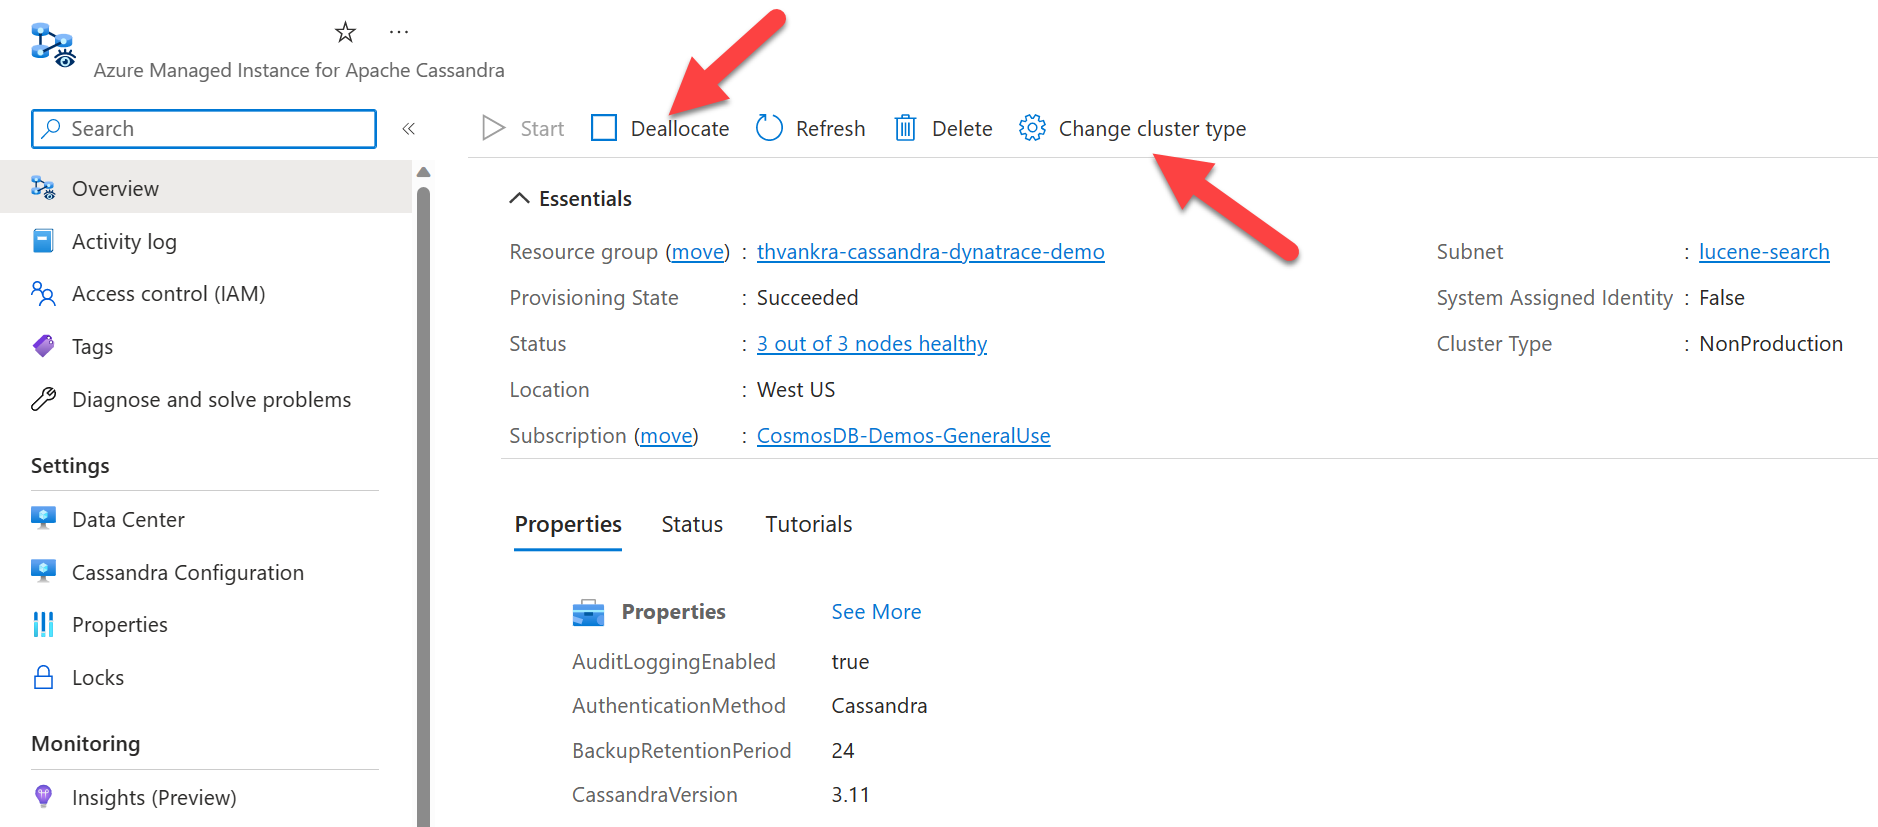 Azure Managed Instance for Apache Cassandra
Search
Start Deallocate Refresh Delete Change cluster type
Overview
Activity log
Access control (IAM)
Tags
Diagnose and solve problems
Settings
Data Center
Cassandra Configuration
Properties
Locks
Monitoring
Insights (Preview)
Essentials
Resource group (move) : thvankra-cassandra-dynatrace-demo
Provisioning State : Succeeded
Status : 3 out of 3 nodes healthy
Location : West US
Subscription (move) : CosmosDB-Demos-GeneralUse
Subnet : lucene-search
System Assigned Identity : False
Cluster Type : NonProduction
Properties Status Tutorials
Properties See More
AuditLoggingEnabled true
AuthenticationMethod Cassandra
BackupRetentionPeriod 24
CassandraVersion 3.11